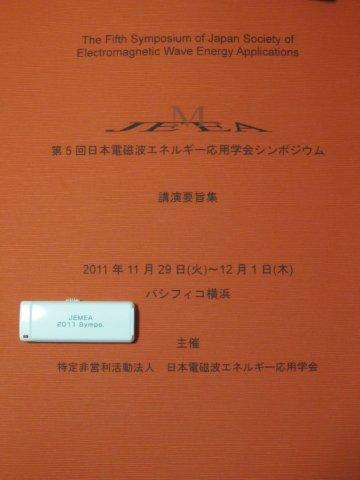 The Fifth Symposium of Japan Society of
Electromagnetic Wave Energy Applications
JEMEA
第5回日本電磁波エネルギー応用学会シンポジウム
講演要旨集
2011年11月29日(火)~12月1日(木)
パシフィコ横浜
JEMEA
2011 Sympo.
主催
特定非営利活動法人 日本電磁波エネルギー応用学会